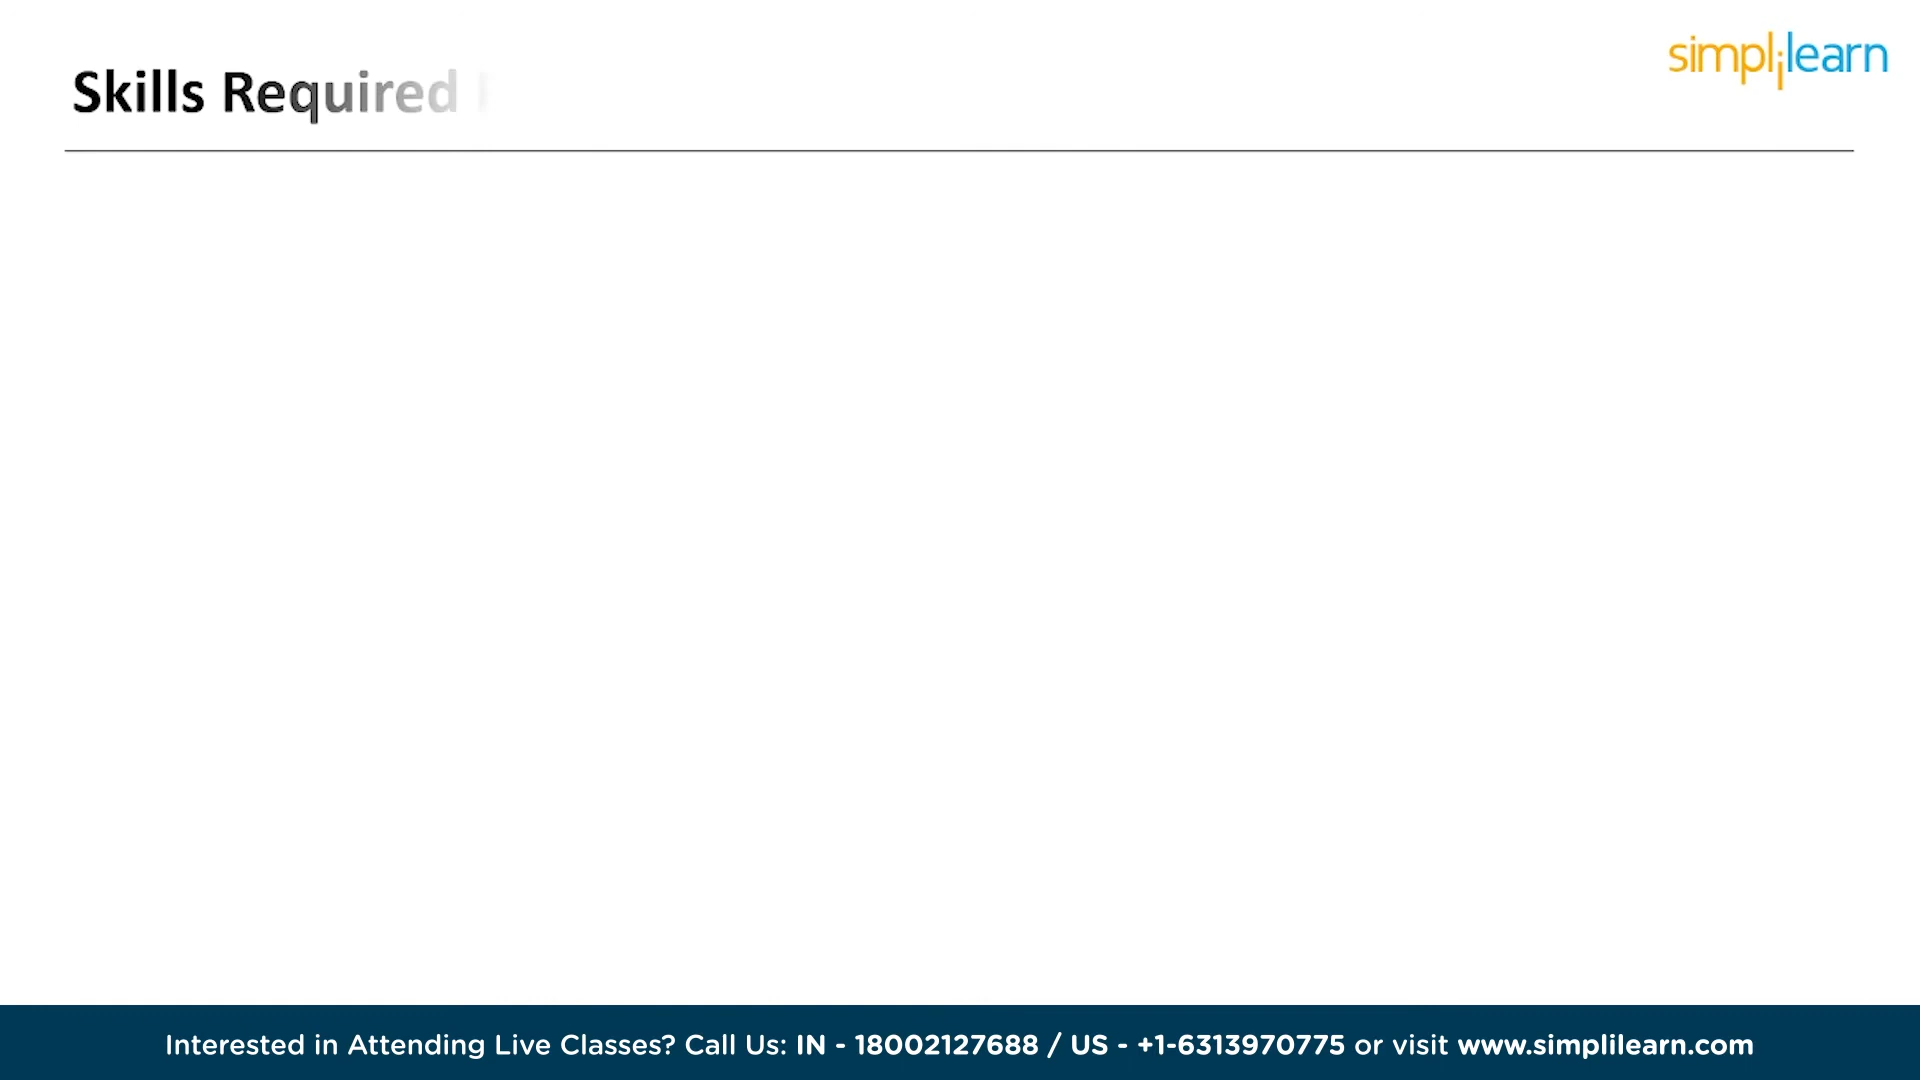 Skills Required
simplilearn
Interested in Attending Live Classes? Call Us: IN - 18002127688 / US - +1-6313970775 or visit www.simplilearn.com